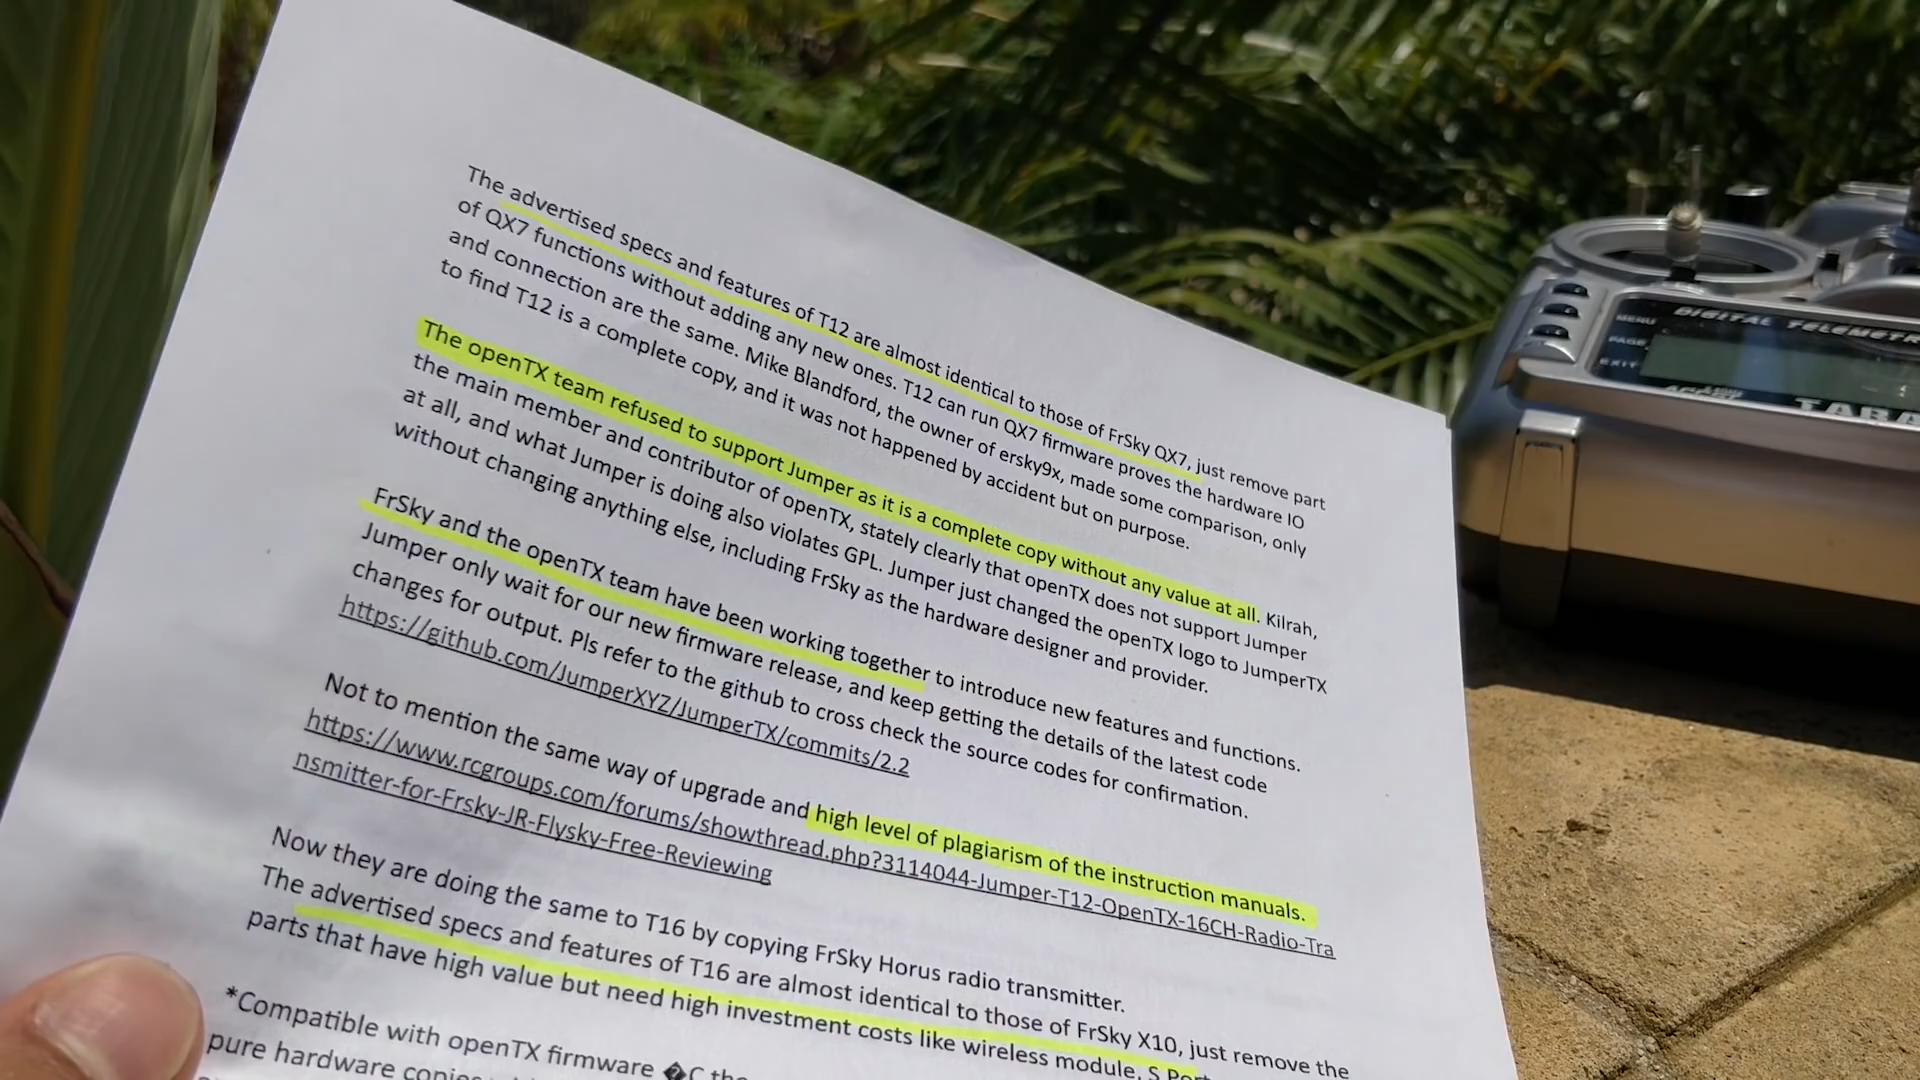 The advertised specs and features of T12 are almost identical to those of FrSky QX7, just remove part
of QX7 functions without adding any new ones. T12 can run QX7 firmware proves the hardware IO
and connection are the same. Mike Blandford, the owner of ersky9x, made some comparison, only
to find T12 is a complete copy, and it was not happened by accident but on purpose.
The openTX team refused to support Jumper as it is a complete copy without any value at all. Kilrah,
the main member and contributor of openTX, stately clearly that openTX does not support Jumper
at all, and what Jumper is doing also violates GPL. Jumper just changed the openTX logo to JumperTX
without changing anything else, including FrSky as the hardware designer and provider.
FrSky and the openTX team have been working together to introduce new features and functions.
Jumper only wait for our new firmware release, and keep getting the details of the latest code
changes for output. Pls refer to the github to cross check the source codes for confirmation.
https://github.com/JumperXYZ/JumperTX/commits/2.2
Not to mention the same way of upgrade and high level of plagiarism of the instruction manuals.
https://www.rcgroups.com/forums/showthread.php?3114044-Jumper-T12-OpenTX-16CH-Radio-Tra
nsmitter-for-Frsky-JR-Flysky-Free-Reviewing
Now they are doing the same to T16 by copying FrSky Horus radio transmitter.
The advertised specs and features of T16 are almost identical to those of FrSky X10, just remove the
parts that have high value but need high investment costs like wireless module, S Port
*Compatible with openTX firmware �C the
pure hardware
DIGITAL TELEMETR
MENU
PAGE
EXIT
TARA